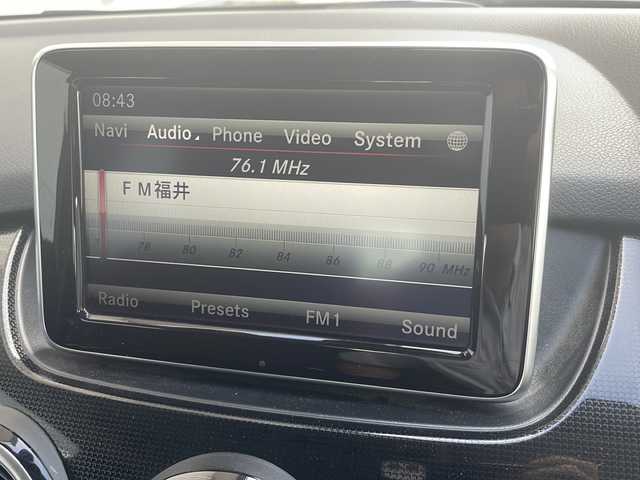 08:43
Navi Audio Phone Video System
76.1 MHz
ＦＭ福井
78 80 82 84 86 88 90 MHz
Radio Presets FM1 Sound